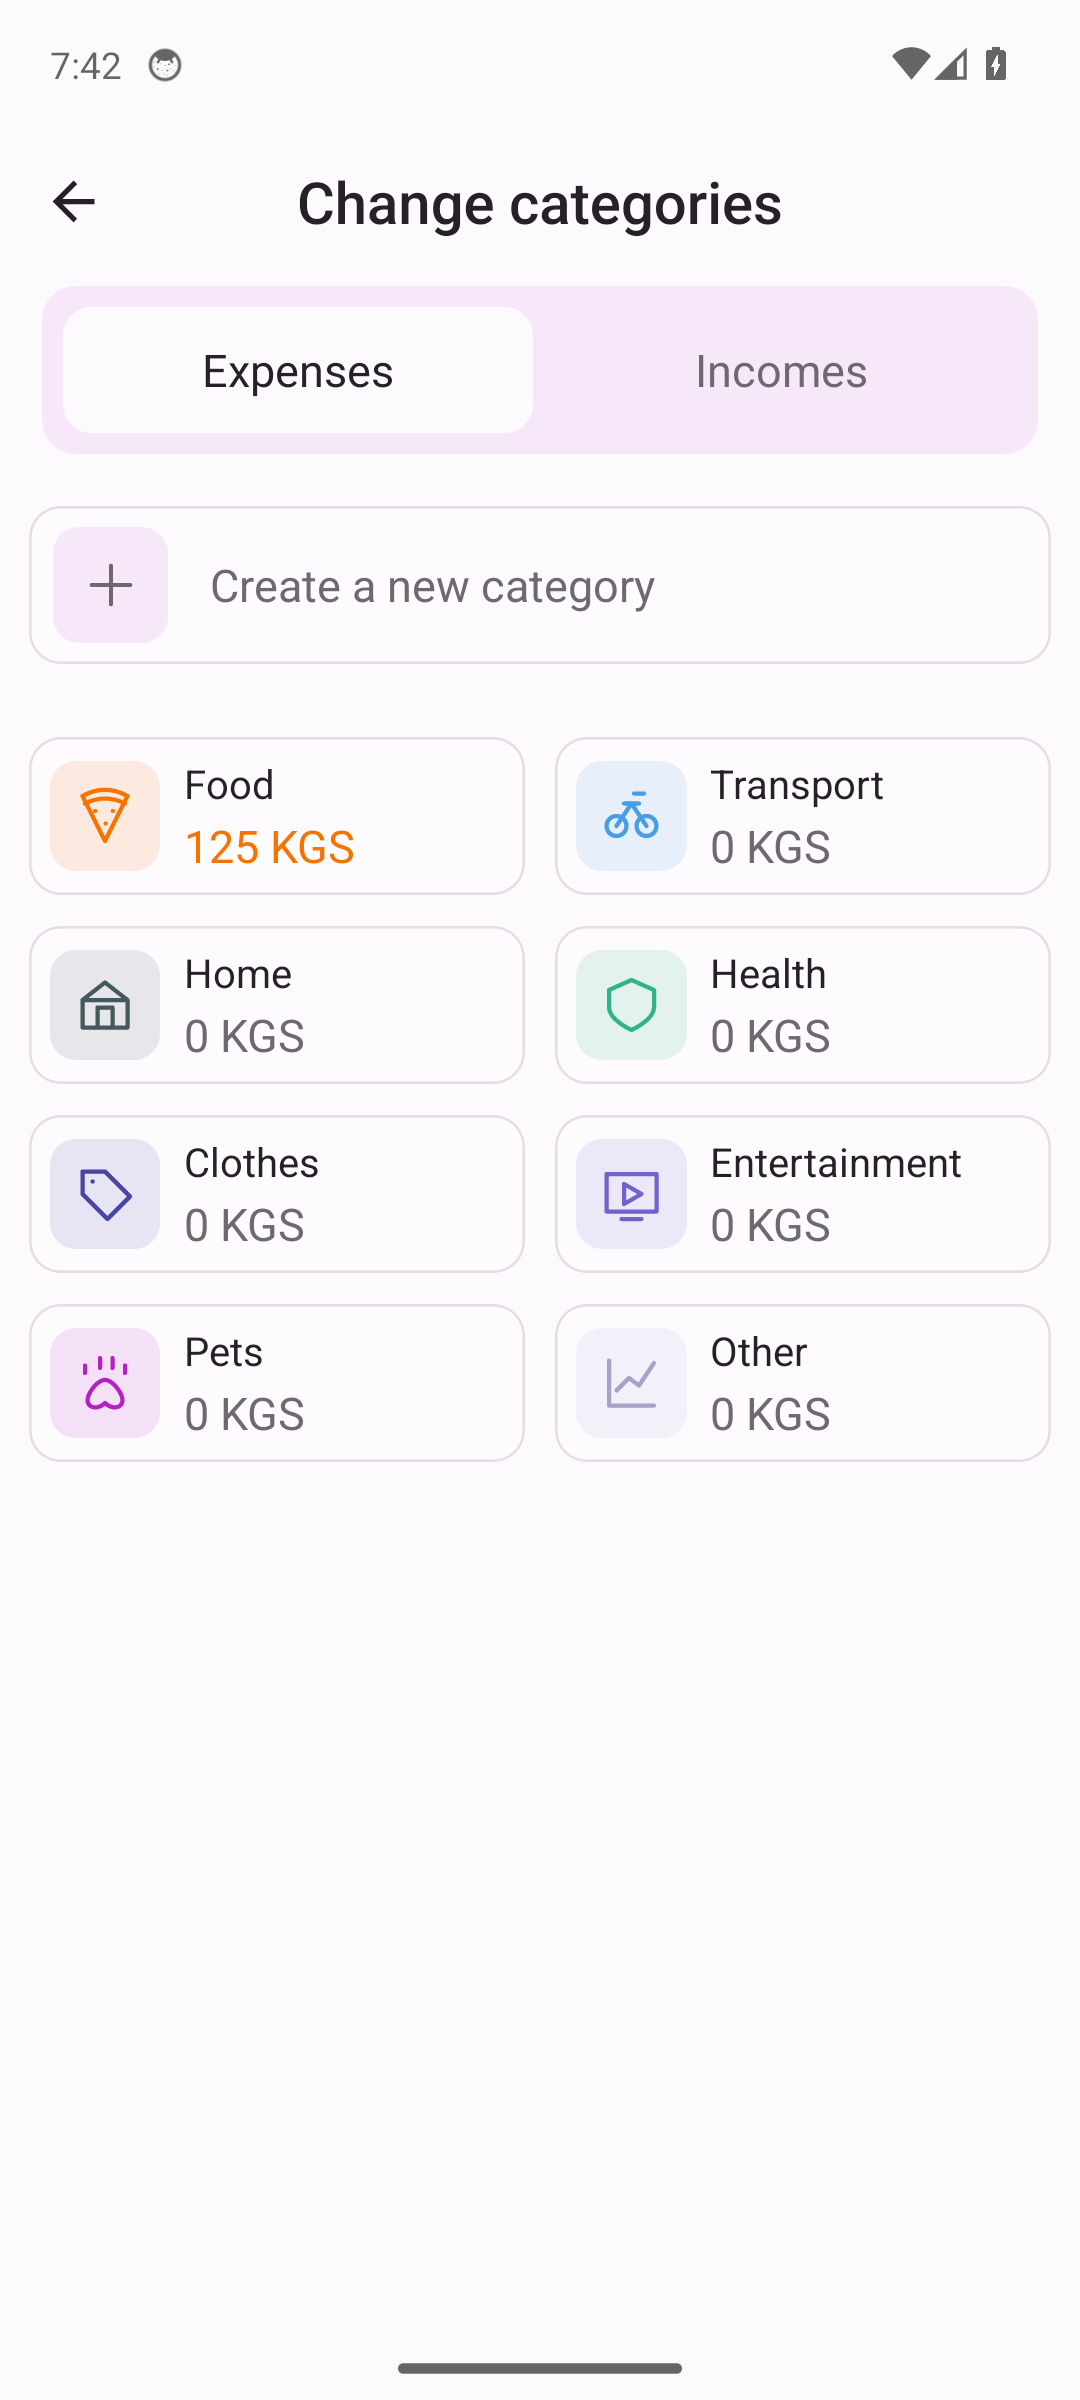 7:42
Change categories
Expenses
Incomes
Create a new category
Food
125 KGS
Transport
0 KGS
Home
0 KGS
Health
0 KGS
Clothes
0 KGS
Entertainment
0 KGS
Pets
0 KGS
Other
0 KGS